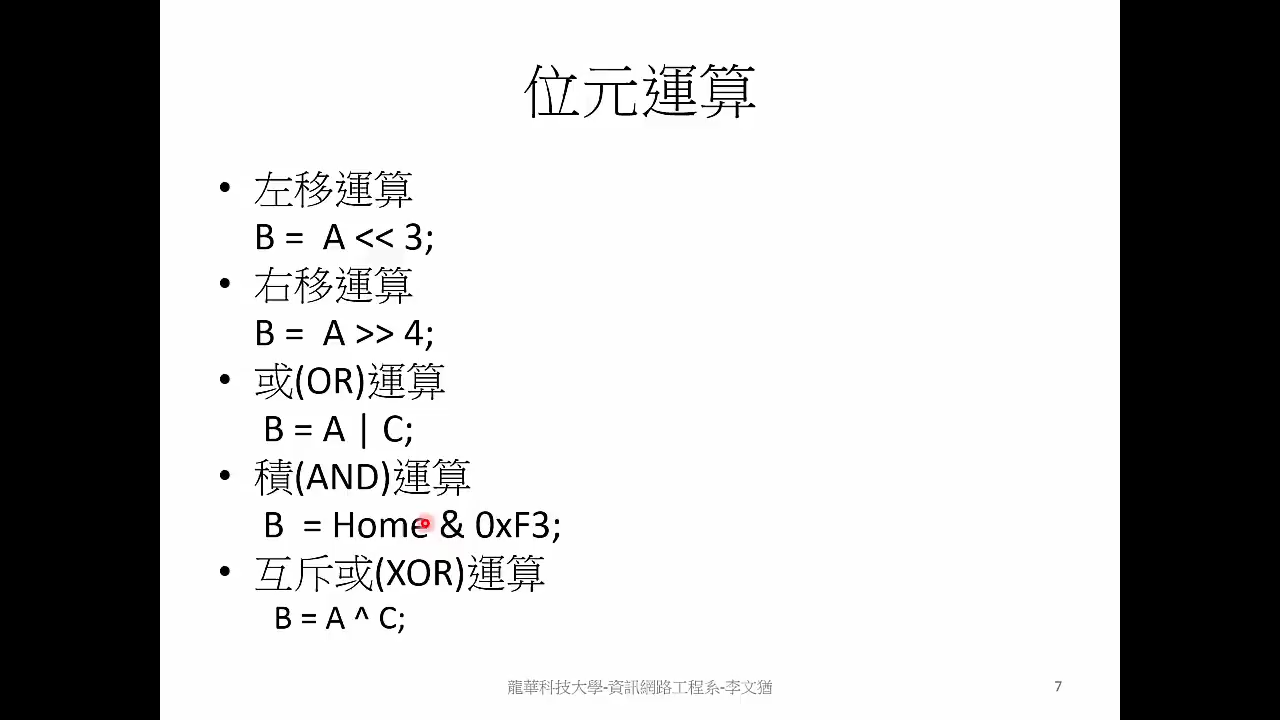 位元運算
• 左移運算
B = A << 3;
• 右移運算
B = A >> 4;
• 或(OR)運算
B = A | C;
• 積(AND)運算
B = Home & 0xF3;
• 互斥或(XOR)運算
B = A ^ C;
龍華科技大學-資訊網路工程系-李文猶
7